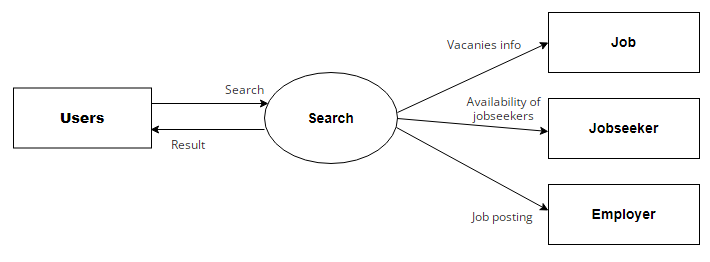 Vacanies info
Job
Search
Users
Result
Search
Availability of
jobseekers
Jobseeker
Job posting
Employer